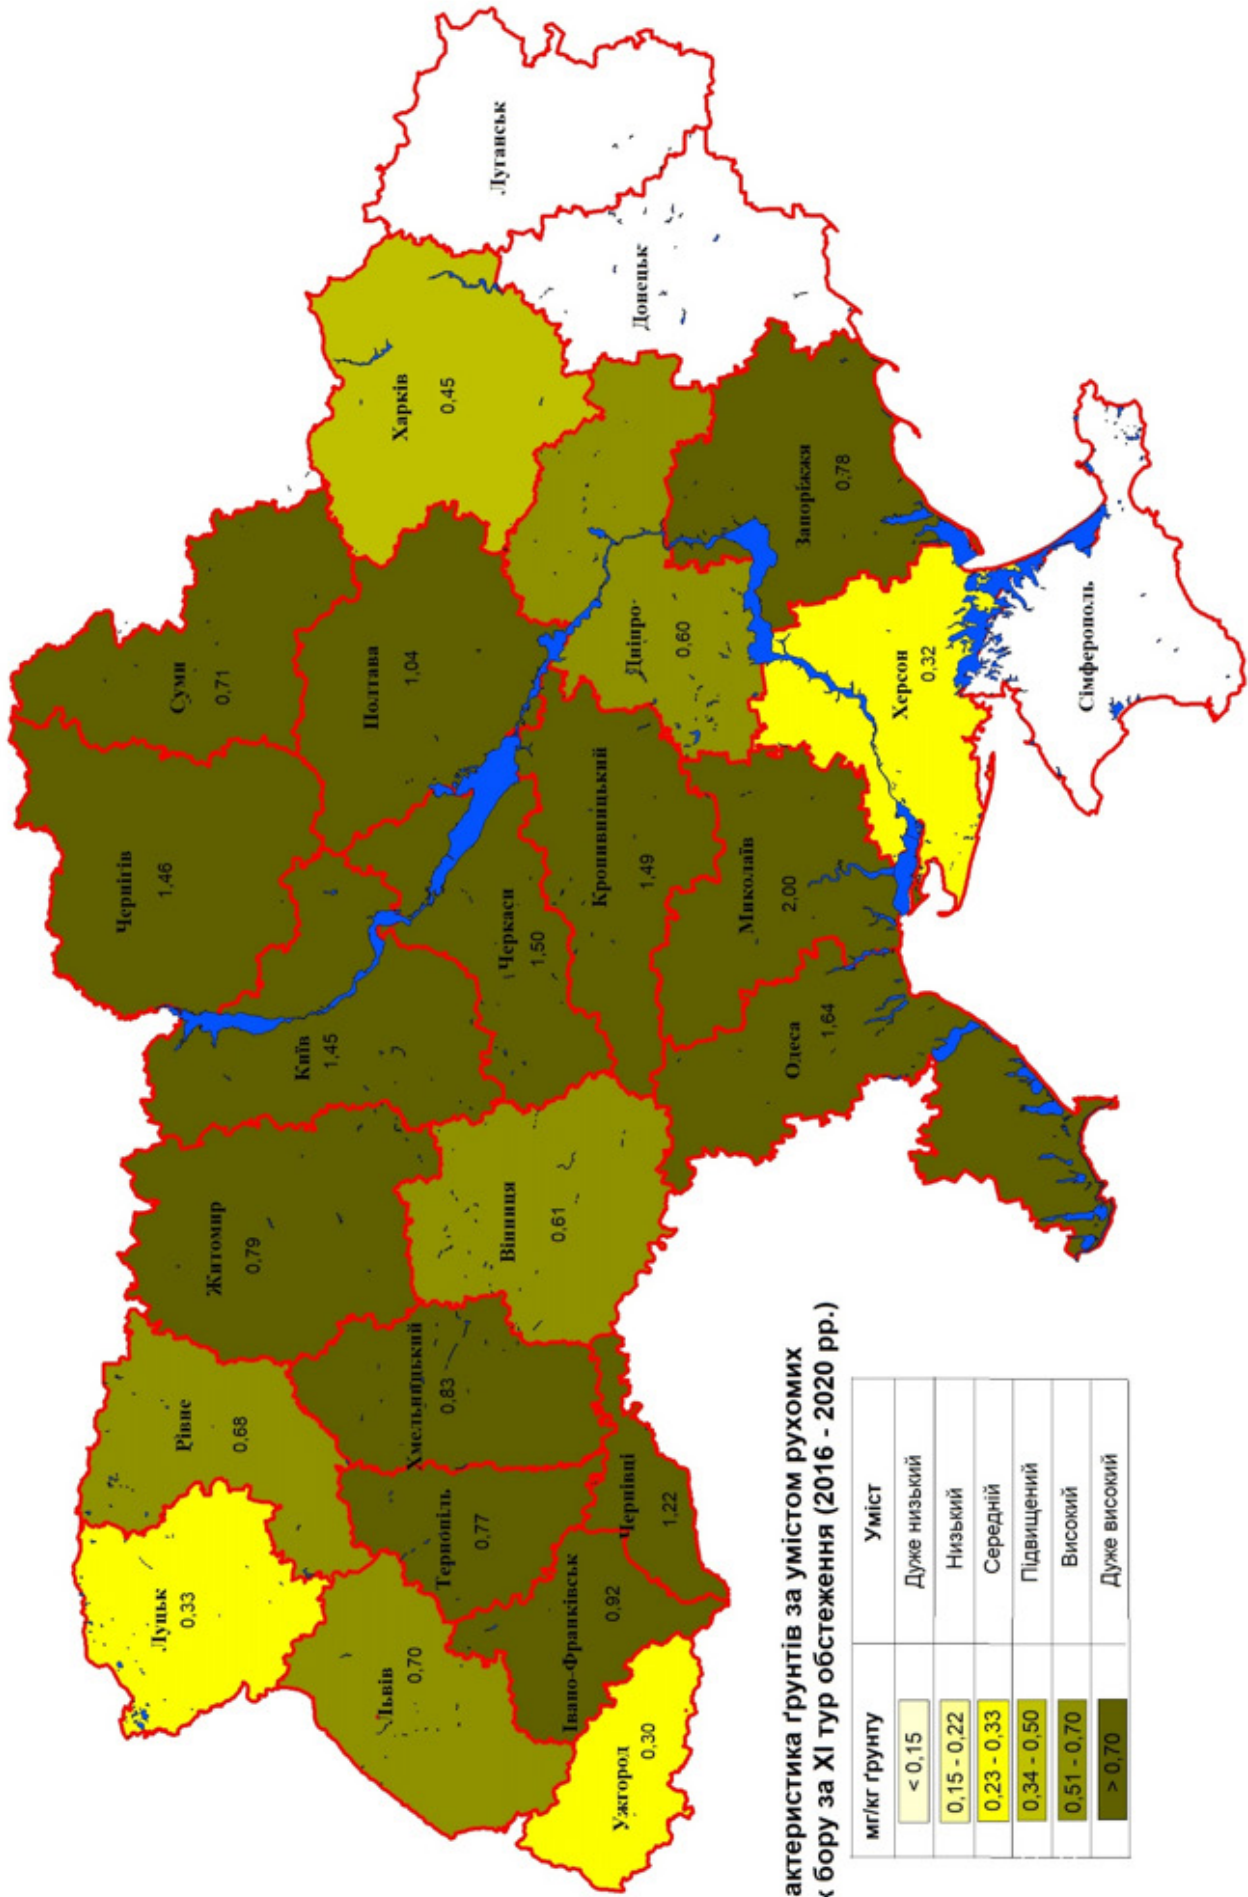 Луцьк
0,33
Рівне
0,68
Житомир
0,79
Київ
1,45
Чернігів
1,46
Суми
0,71
Львів
0,70
Тернопіль
0,77
Хмельницький
0,83
Вінниця
0,61
Черкаси
1,50
Полтава
1,04
Харків
0,45
Луганськ
Ужгород
0,30
Івано-Франківськ
0,92
Чернівці
1,22
Кропивницький
1,49
Дніпро
0,60
Донецьк
Одеса
1,64
Миколаїв
2,00
Запоріжжя
0,78
Херсон
0,32
Сімферополь
актеристика ґрунтів за умістом рухомих
к бору за XI тур обстеження (2016 - 2020 рр.)
мг/кг ґрунту Уміст
< 0,15 Дуже низький
0,15 - 0,22 Низький
0,23 - 0,33 Середній
0,34 - 0,50 Підвищений
0,51 - 0,70 Високий
> 0,70 Дуже високий